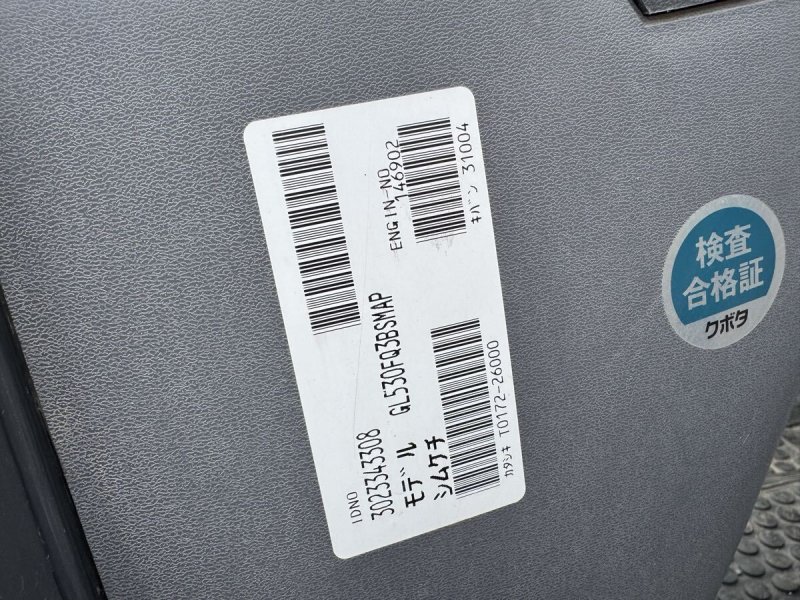 IDNO
3023343308
モデル GL530FQ3BSMAP
シムケチ
カタシキ T0172-26000
ENGIN-NO
146902
キバン 31004
検査
合格証
クボタ